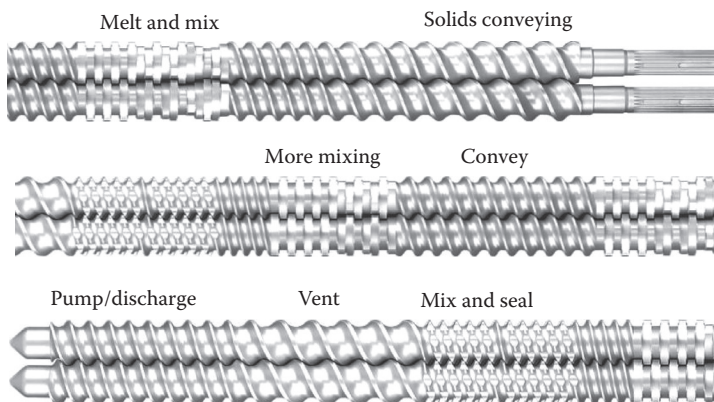 Melt and mix
Solids conveying
More mixing
Convey
Pump/discharge
Vent
Mix and seal